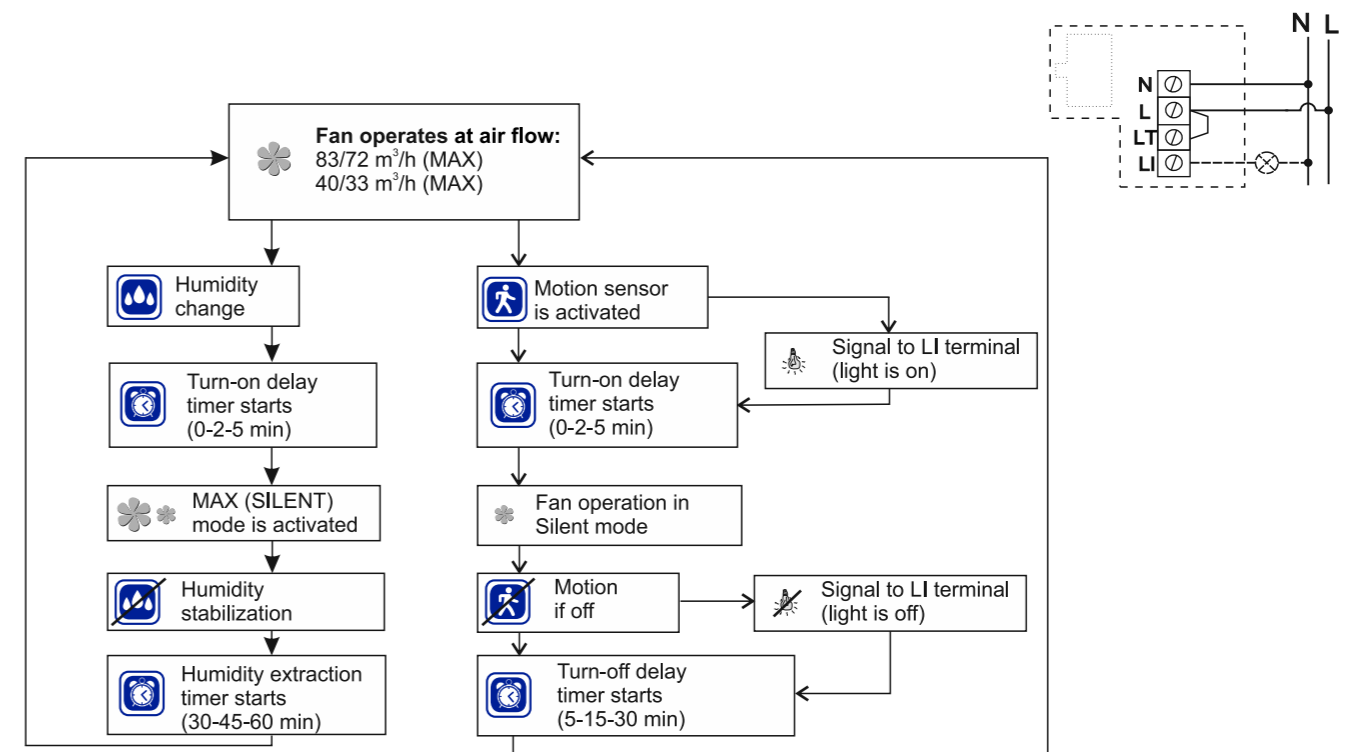 N L
N
L
LT
LI
Fan operates at air flow:
83/72 m³/h (MAX)
40/33 m³/h (MAX)
Humidity
change
Turn-on delay
timer starts
(0-2-5 min)
MAX (SILENT)
mode is activated
Humidity
stabilization
Humidity extraction
timer starts
(30-45-60 min)
Motion sensor
is activated
Signal to LI terminal
(light is on)
Turn-on delay
timer starts
(0-2-5 min)
Fan operation in
Silent mode
Motion
if off
Signal to LI terminal
(light is off)
Turn-off delay
timer starts
(5-15-30 min)